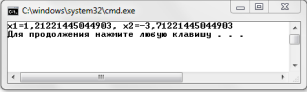 C:\windows\system32\cmd.exe
x1=1,21221445044903, x2=-3,71221445044903
Для продолжения нажмите любую клавишу . . .